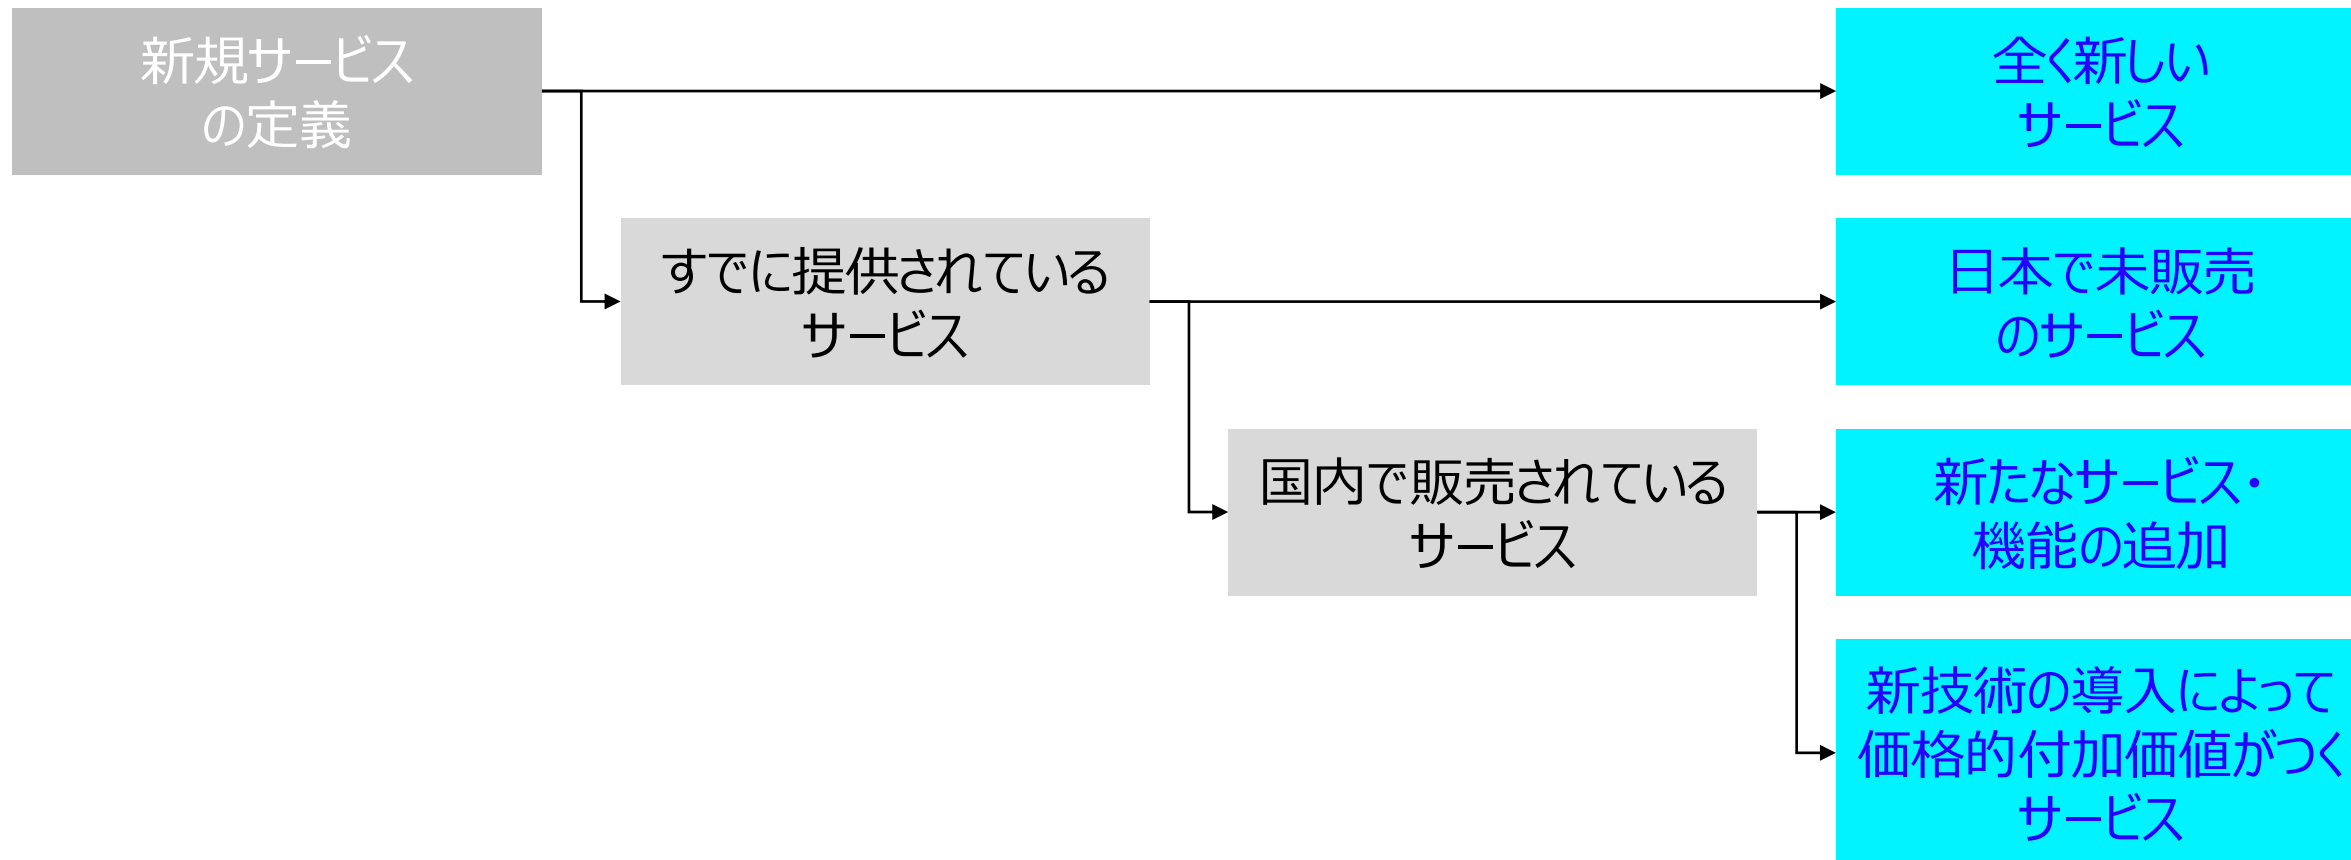 新規サービス
の定義
全く新しい
サービス
すでに提供されている
サービス
日本で未販売
のサービス
国内で販売されている
サービス
新たなサービス・
機能の追加
新技術の導入によって
価格的付加価値がつく
サービス